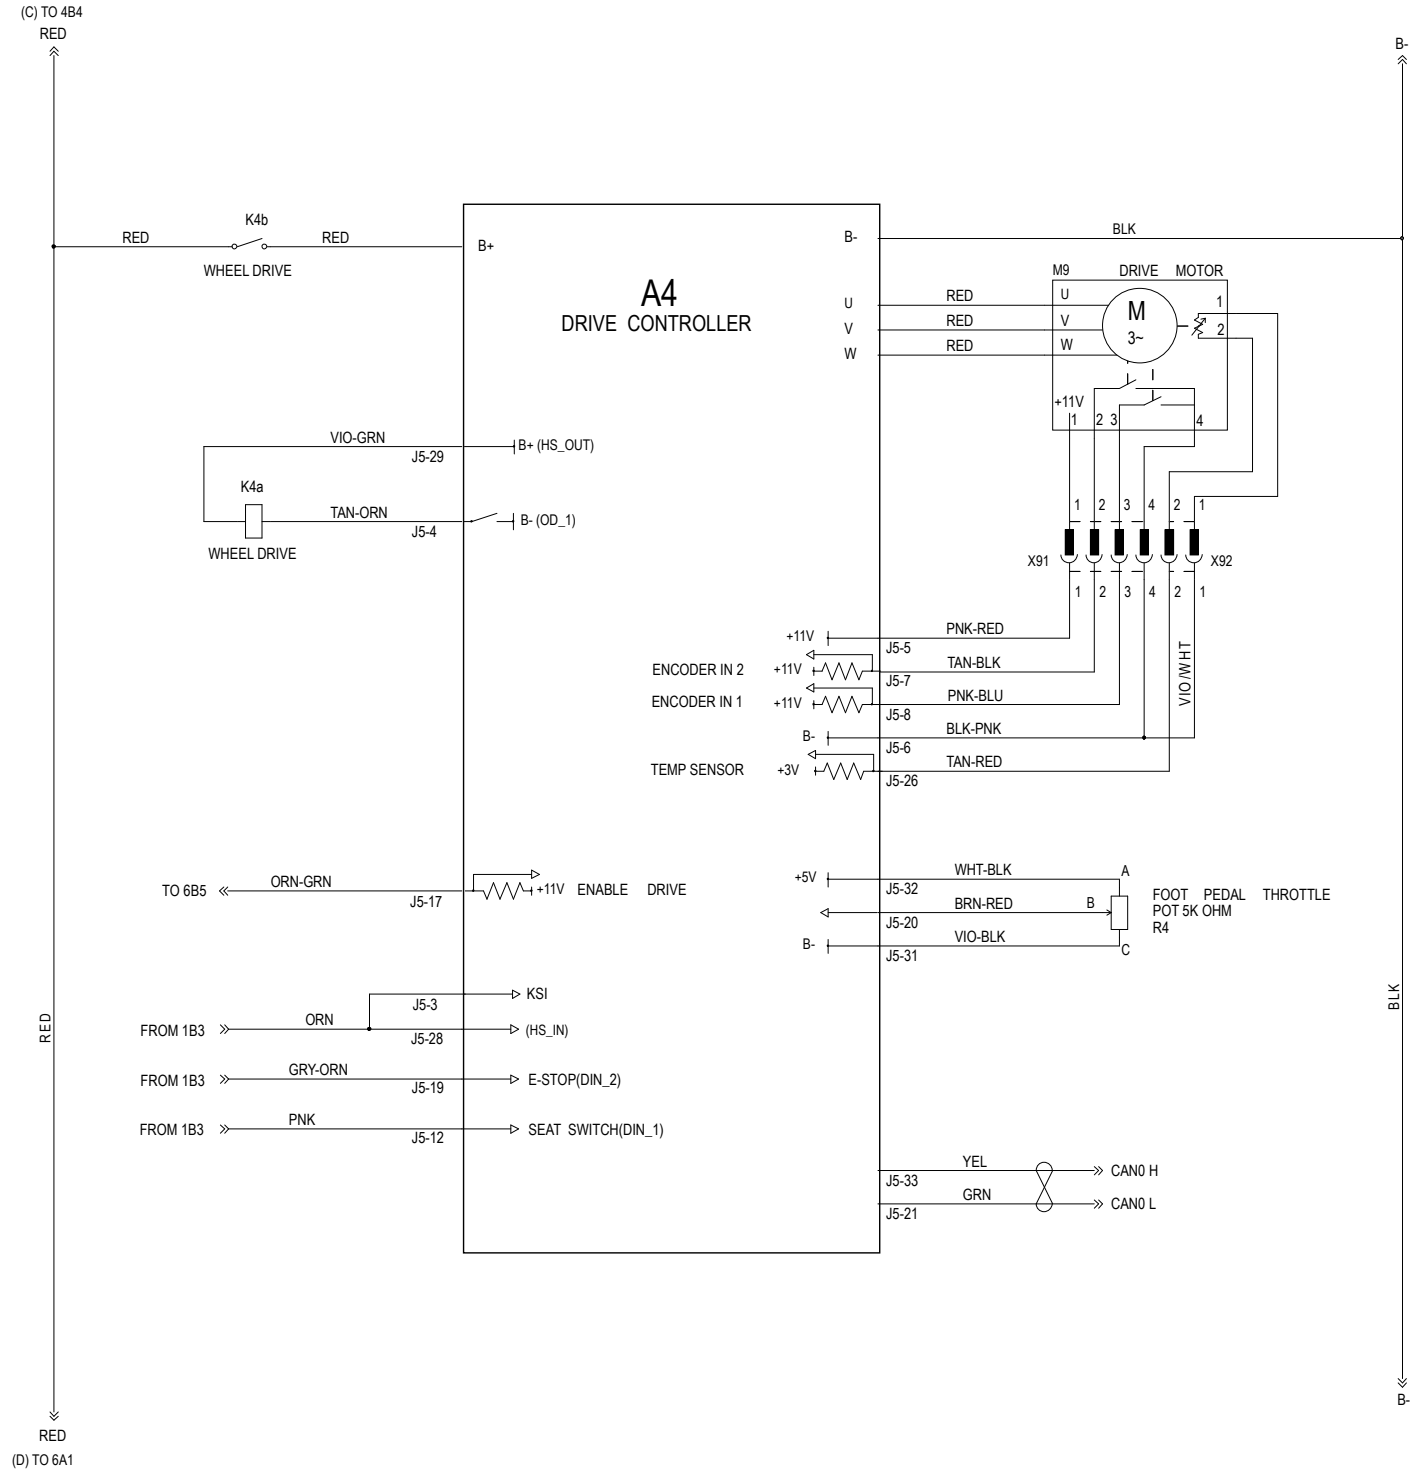 (C) TO 4B4
RED
B-
K4b
RED
RED
WHEEL DRIVE
B+
B-
BLK
A4
DRIVE CONTROLLER
M9 DRIVE MOTOR
U
RED
U
V
RED
V
W
RED
W
M
3~
1
2
+11V
1 2 3 4
VIO-GRN
J5-29
B+ (HS_OUT)
K4a
TAN-ORN
J5-4
B- (OD_1)
WHEEL DRIVE
1 2 3 4 2 1
X91
X92
1 2 3 4 2 1
+11V
PNK-RED
J5-5
ENCODER IN 2 +11V
TAN-BLK
J5-7
ENCODER IN 1 +11V
PNK-BLU
J5-8
B-
BLK-PNK
J5-6
TEMP SENSOR +3V
TAN-RED
J5-26
VIO/WHT
TO 6B5
ORN-GRN
J5-17
+11V ENABLE DRIVE
+5V
WHT-BLK
J5-32
A
BRN-RED
J5-20
B
B-
VIO-BLK
J5-31
C
FOOT PEDAL THROTTLE
POT 5K OHM
R4
J5-3
KSI
FROM 1B3
ORN
J5-28
(HS_IN)
FROM 1B3
GRY-ORN
J5-19
E-STOP(DIN_2)
FROM 1B3
PNK
J5-12
SEAT SWITCH(DIN_1)
RED
BLK
YEL
J5-33
CAN0 H
GRN
J5-21
CAN0 L
B-
RED
(D) TO 6A1